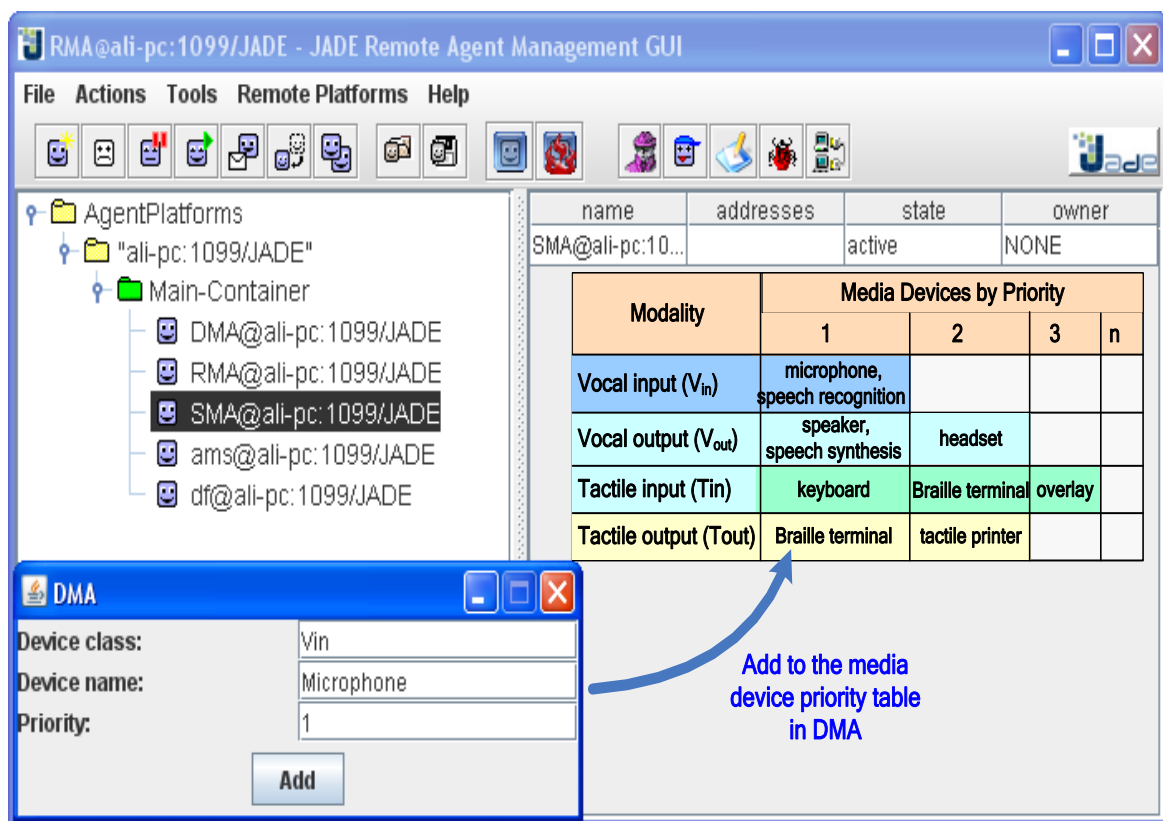 RMA@ali-pc:1099/JADE - JADE Remote Agent Management GUI
File Actions Tools Remote Platforms Help
Jade
AgentPlatforms
"ali-pc:1099/JADE"
Main-Container
DMA@ali-pc:1099/JADE
RMA@ali-pc:1099/JADE
SMA@ali-pc:1099/JADE
ams@ali-pc:1099/JADE
df@ali-pc:1099/JADE
name addresses state owner
SMA@ali-pc:10... active NONE
Modality Media Devices by Priority
1 2 3 n
Vocal input (Vin) microphone, speech recognition
Vocal output (Vout) speaker, speech synthesis headset
Tactile input (Tin) keyboard Braille terminal overlay
Tactile output (Tout) Braille terminal tactile printer
DMA
Device class: Vin
Device name: Microphone
Priority: 1
Add
Add to the media
device priority table
in DMA